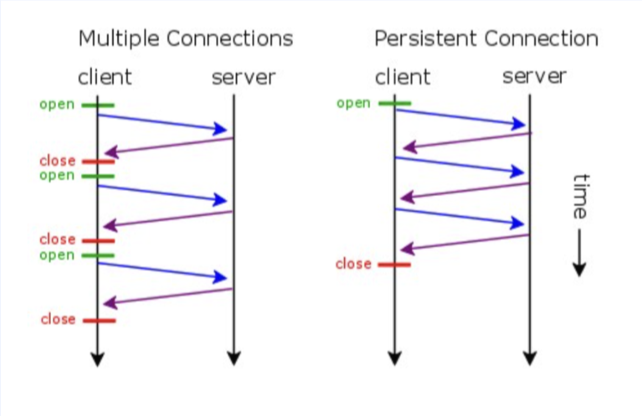 Multiple Connections
client
server
open
close
open
close
open
close
Persistent Connection
client
server
open
close
time